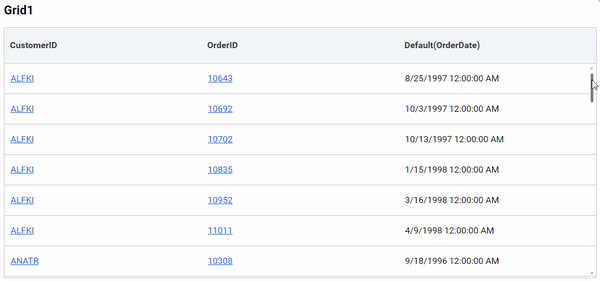 Grid1
CustomerID OrderID Default(OrderDate)
ALFKI 10643 8/25/1997 12:00:00 AM
ALFKI 10692 10/3/1997 12:00:00 AM
ALFKI 10702 10/13/1997 12:00:00 AM
ALFKI 10835 1/15/1998 12:00:00 AM
ALFKI 10952 3/16/1998 12:00:00 AM
ALFKI 11011 4/9/1998 12:00:00 AM
ANATR 10308 9/18/1996 12:00:00 AM